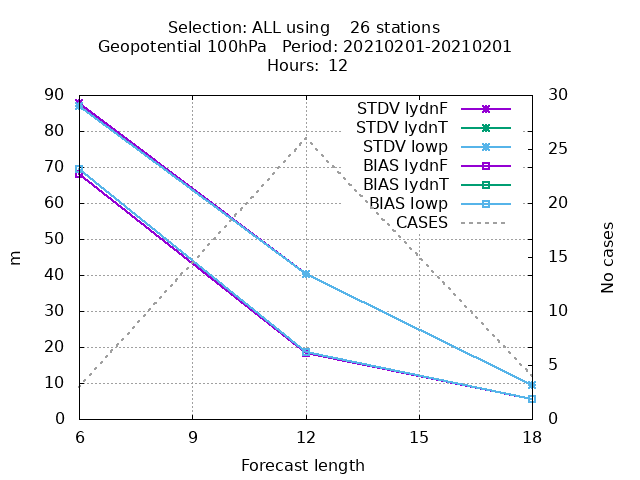 Selection: ALL using    26 stations
Geopotential 100hPa   Period: 20210201-20210201
Hours:  12
90
80
70
60
50
40
30
20
10
0
m
30
25
20
15
10
5
0
No cases
STDV lydnF
STDV lydnT
STDV lowp
BIAS lydnF
BIAS lydnT
BIAS lowp
CASES
6 9 12 15 18
Forecast length